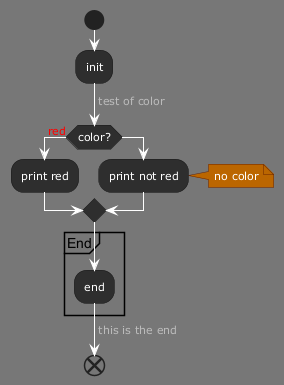 init
test of color
red
color?
print red
print not red
no color
End
end
this is the end